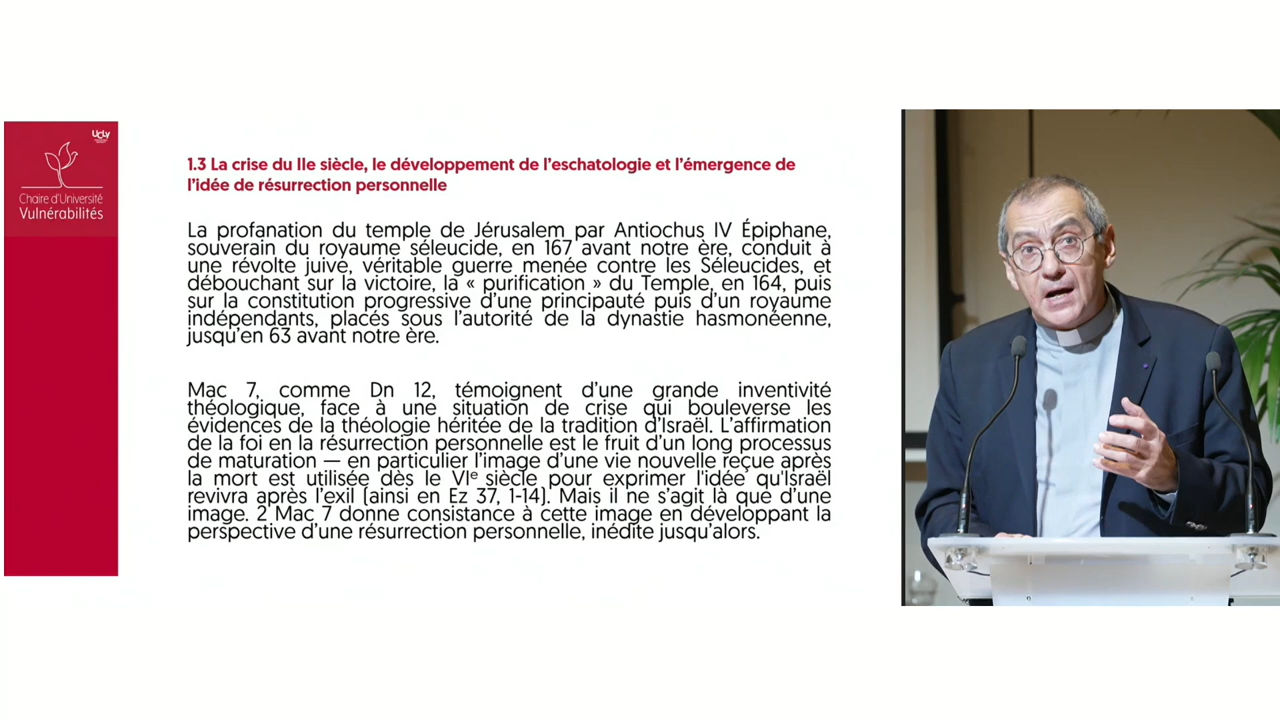 UCLy
Chaire d'Université
Vulnérabilités
1.3 La crise du IIe siècle, le développement de l'eschatologie et l'émergence de
l'idée de résurrection personnelle
La profanation du temple de Jérusalem par Antiochus IV Épiphane,
souverain du royaume séleucide, en 167 avant notre ère, conduit à
une révolte juive, véritable guerre menée contre les Séleucides, et
débouchant sur la victoire, la « purification » du Temple, en 164, puis
sur la constitution progressive d'une principauté puis d'un royaume
indépendants, placés sous l'autorité de la dynastie hasmonéenne,
jusqu'en 63 avant notre ère.
Mac 7, comme Dn 12, témoignent d'une grande inventivité
théologique, face à une situation de crise qui bouleverse les
évidences de la théologie héritée de la tradition d'Israël. L'affirmation
de la foi en la résurrection personnelle est le fruit d'un long processus
de maturation — en particulier l'image d'une vie nouvelle reçue après
la mort est utilisée dès le VIe siècle pour exprimer l'idée qu'Israël
revivra après l'exil (ainsi en Ez 37, 1-14). Mais il ne s'agit là que d'une
image. 2 Mac 7 donne consistance à cette image en développant la
perspective d'une résurrection personnelle, inédite jusqu'alors.